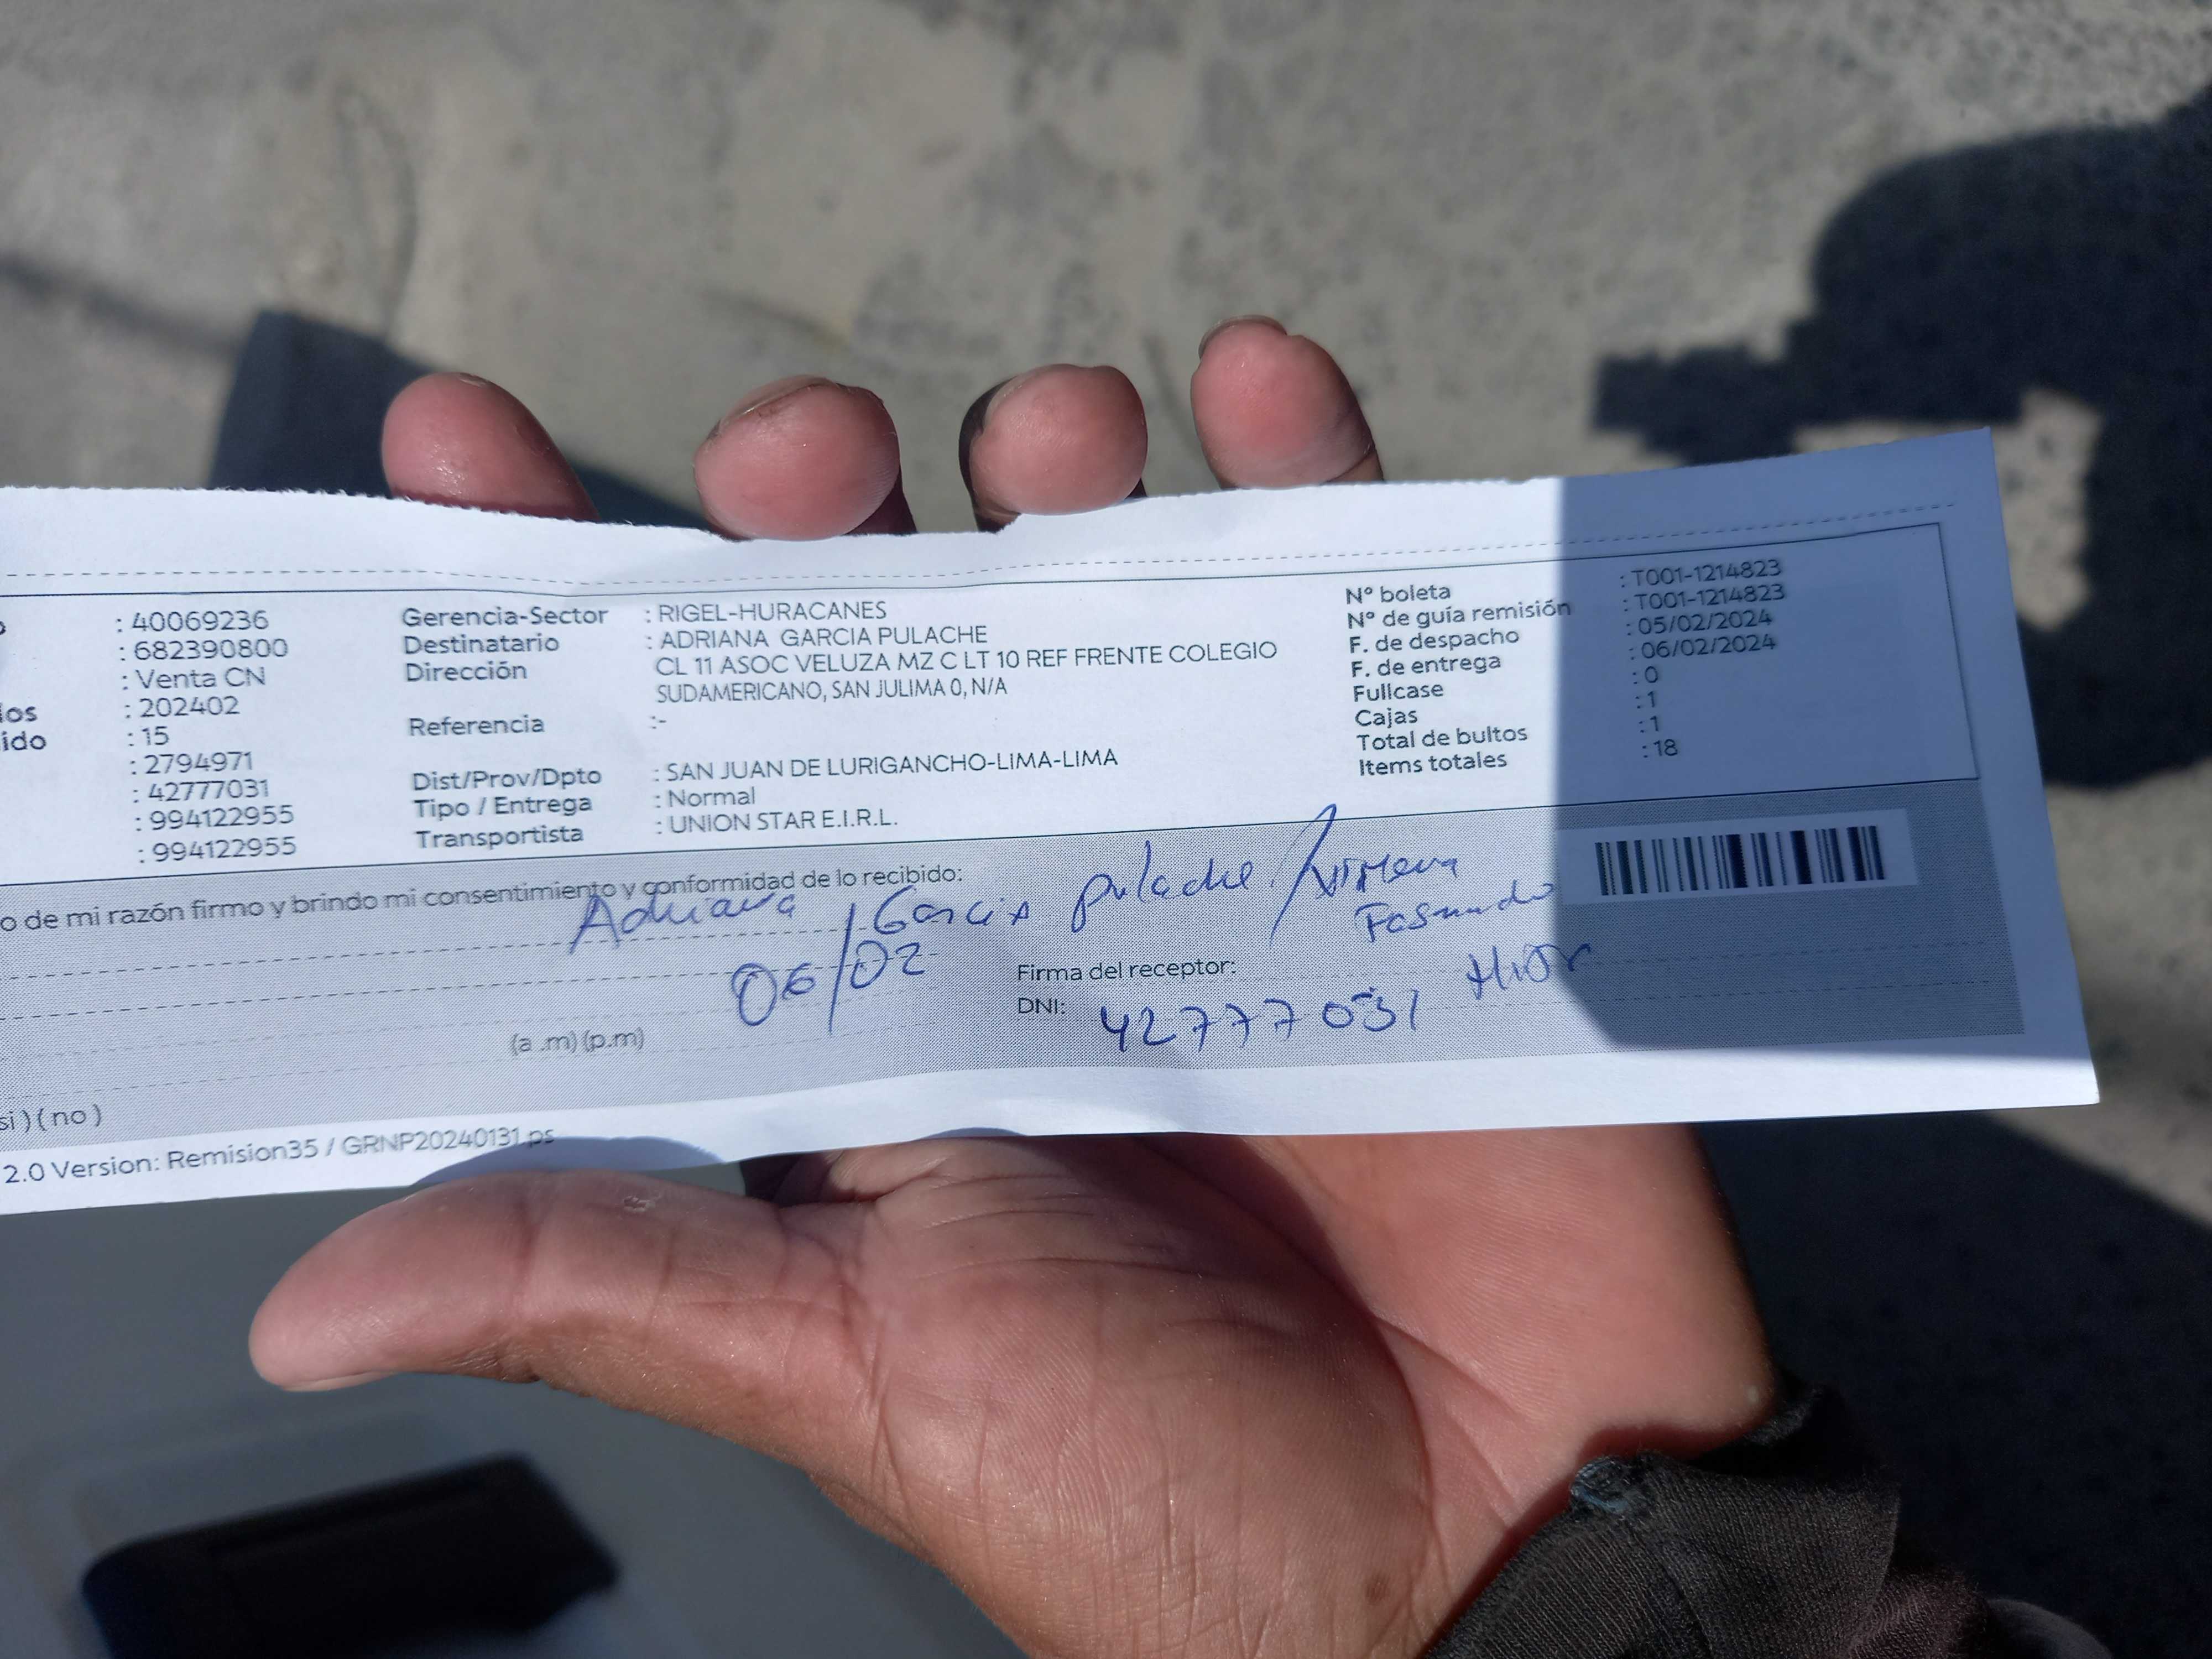 : 40069236
: 682390800
: Venta CN
los : 202402
ido : 15
: 2794971
: 42777031
: 994122955
: 994122955
Gerencia-Sector : RIGEL-HURACANES
Destinatario : ADRIANA GARCIA PULACHE
Dirección CL 11 ASOC VELUZA MZ C LT 10 REF FRENTE COLEGIO
SUDAMERICANO, SAN JULIMA 0, N/A
Referencia :-
Dist/Prov/Dpto : SAN JUAN DE LURIGANCHO-LIMA-LIMA
Tipo / Entrega : Normal
Transportista : UNION STAR E.I.R.L.
N° boleta : T001-1214823
N° de guía remisión : T001-1214823
F. de despacho : 05/02/2024
F. de entrega : 06/02/2024
Fullcase : 0
Cajas : 1
Total de bultos : 1
Items totales : 18
o de mi razón firmo y brindo mi consentimiento y conformidad de lo recibido:
Adriana Garcia Pulache
06/02
Firma del receptor:
DNI: 42777031
(a .m) (p.m)
si ) ( no )
2.0 Version: Remision35 / GRNP20240131.ps